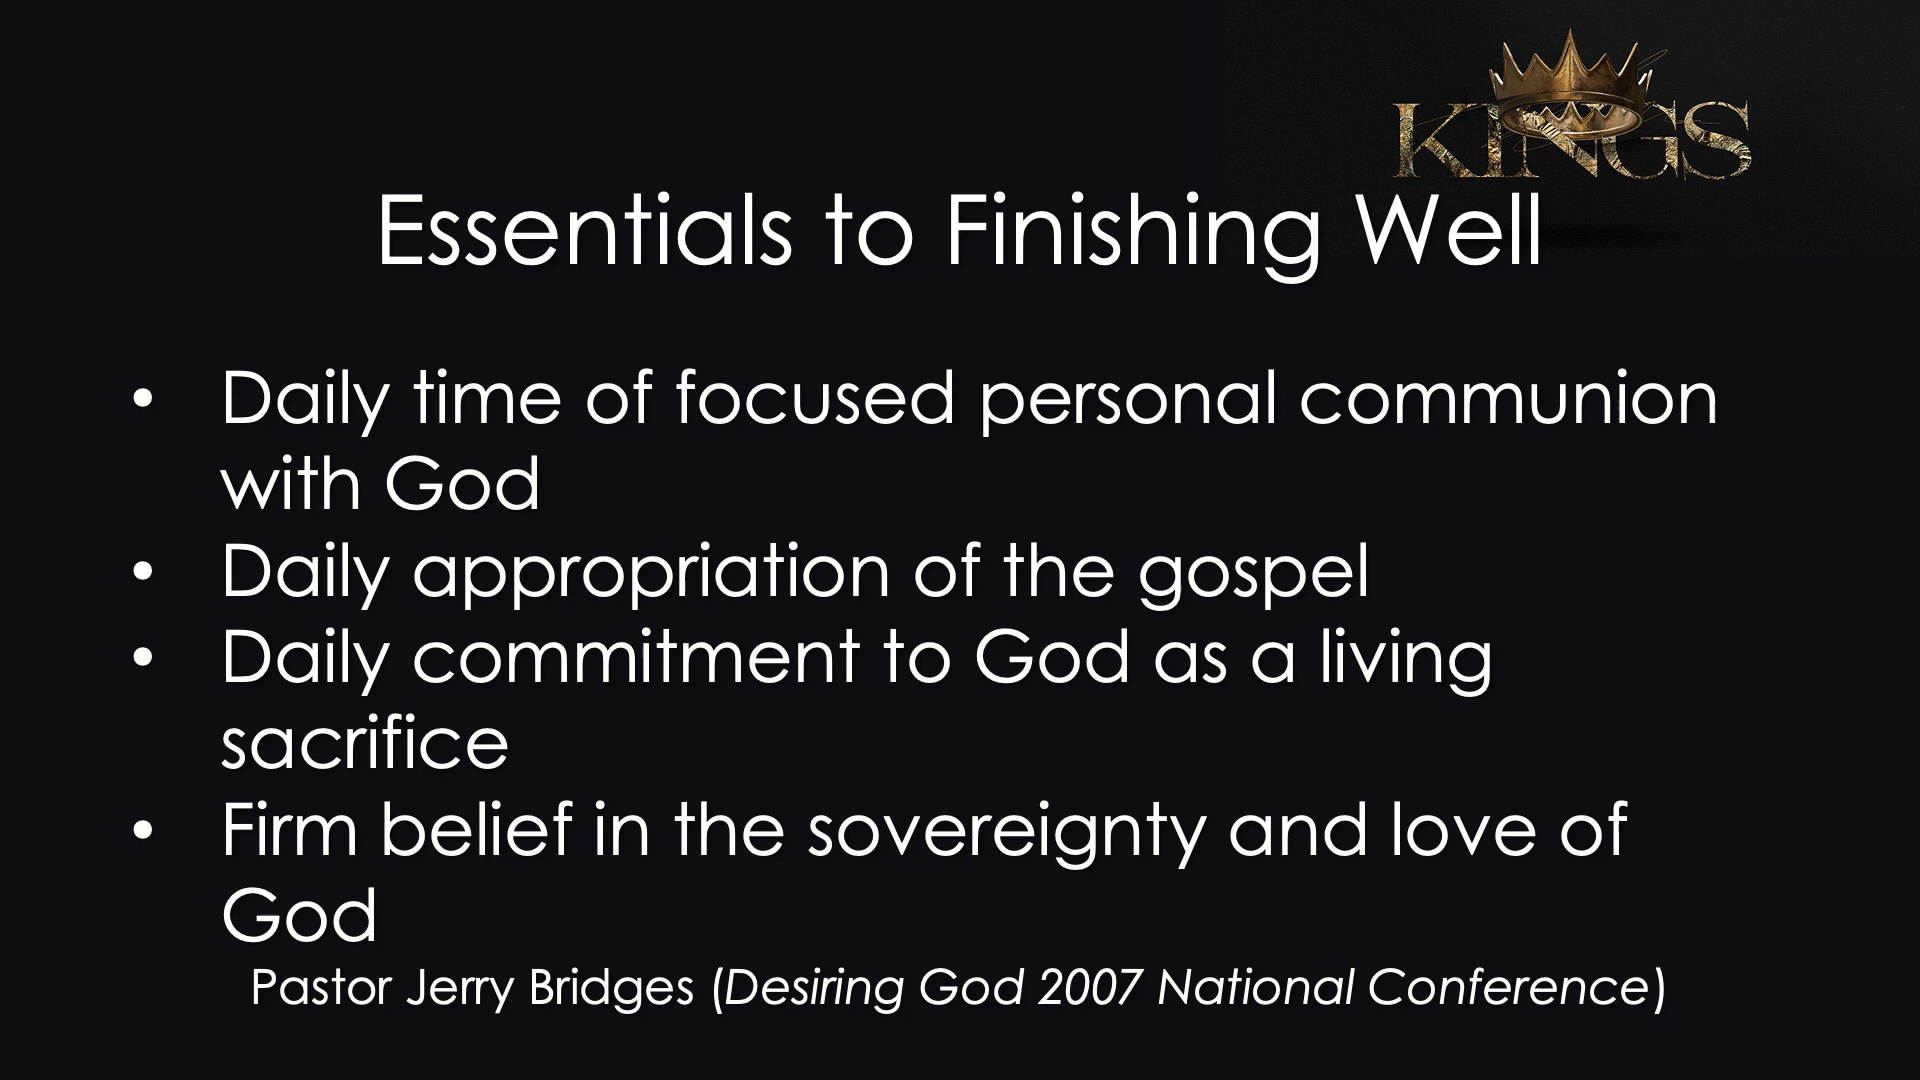 KINGS
Essentials to Finishing Well
• Daily time of focused personal communion
with God
• Daily appropriation of the gospel
• Daily commitment to God as a living
sacrifice
• Firm belief in the sovereignty and love of
God
Pastor Jerry Bridges (Desiring God 2007 National Conference)